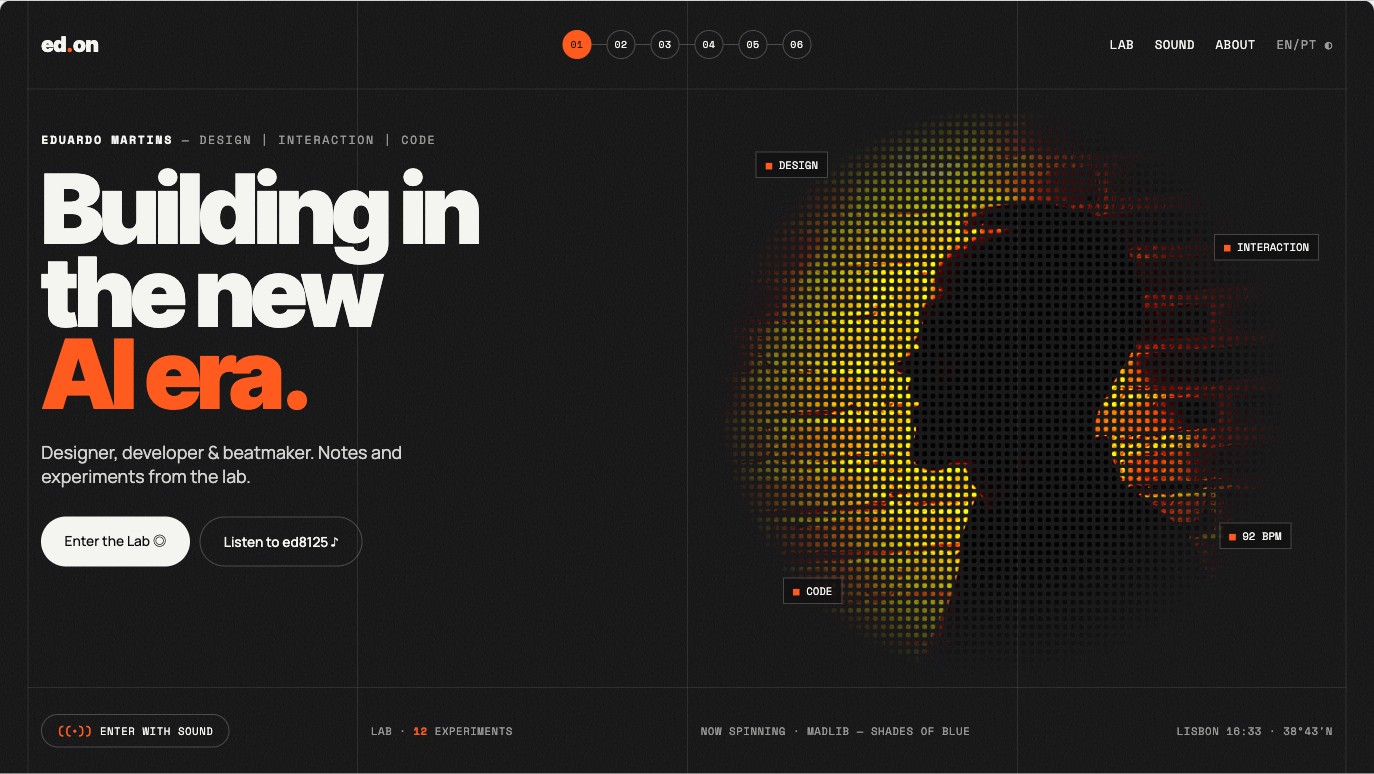 ed.on
01 02 03 04 05 06
LAB SOUND ABOUT EN/PT ◐
EDUARDO MARTINS — DESIGN | INTERACTION | CODE
Building in
the new
AI era.
Designer, developer & beatmaker. Notes and
experiments from the lab.
Enter the Lab ◎
Listen to ed8125 ♪
■ DESIGN
■ INTERACTION
■ 92 BPM
■ CODE
((•)) ENTER WITH SOUND
LAB · 12 EXPERIMENTS
NOW SPINNING · MADLIB — SHADES OF BLUE
LISBON 16:33 · 38°43'N